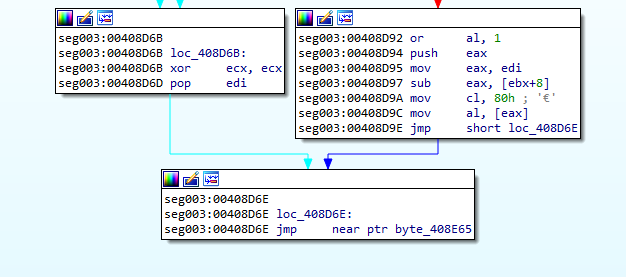 seg003:00408D6B
seg003:00408D6B loc_408D6B:
seg003:00408D6B xor ecx, ecx
seg003:00408D6D pop edi
seg003:00408D92 or al, 1
seg003:00408D94 push eax
seg003:00408D95 mov eax, edi
seg003:00408D97 sub eax, [ebx+8]
seg003:00408D9A mov cl, 80h ; '€'
seg003:00408D9C mov al, [eax]
seg003:00408D9E jmp short loc_408D6E
seg003:00408D6E
seg003:00408D6E loc_408D6E:
seg003:00408D6E jmp near ptr byte_408E65